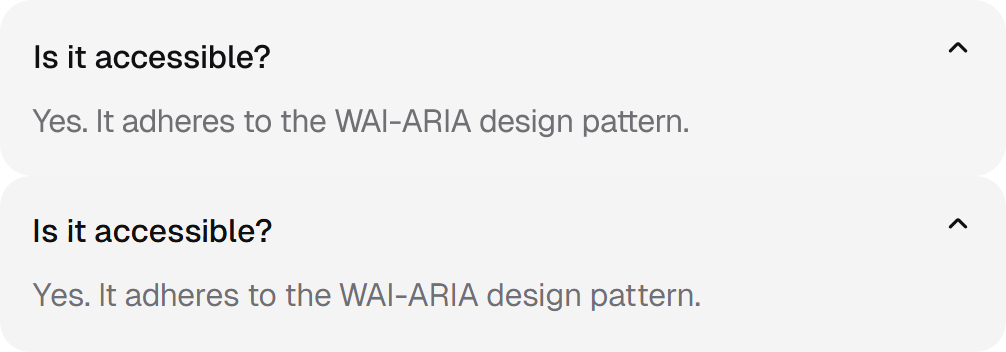 Is it accessible?
Yes. It adheres to the WAI-ARIA design pattern.
Is it accessible?
Yes. It adheres to the WAI-ARIA design pattern.